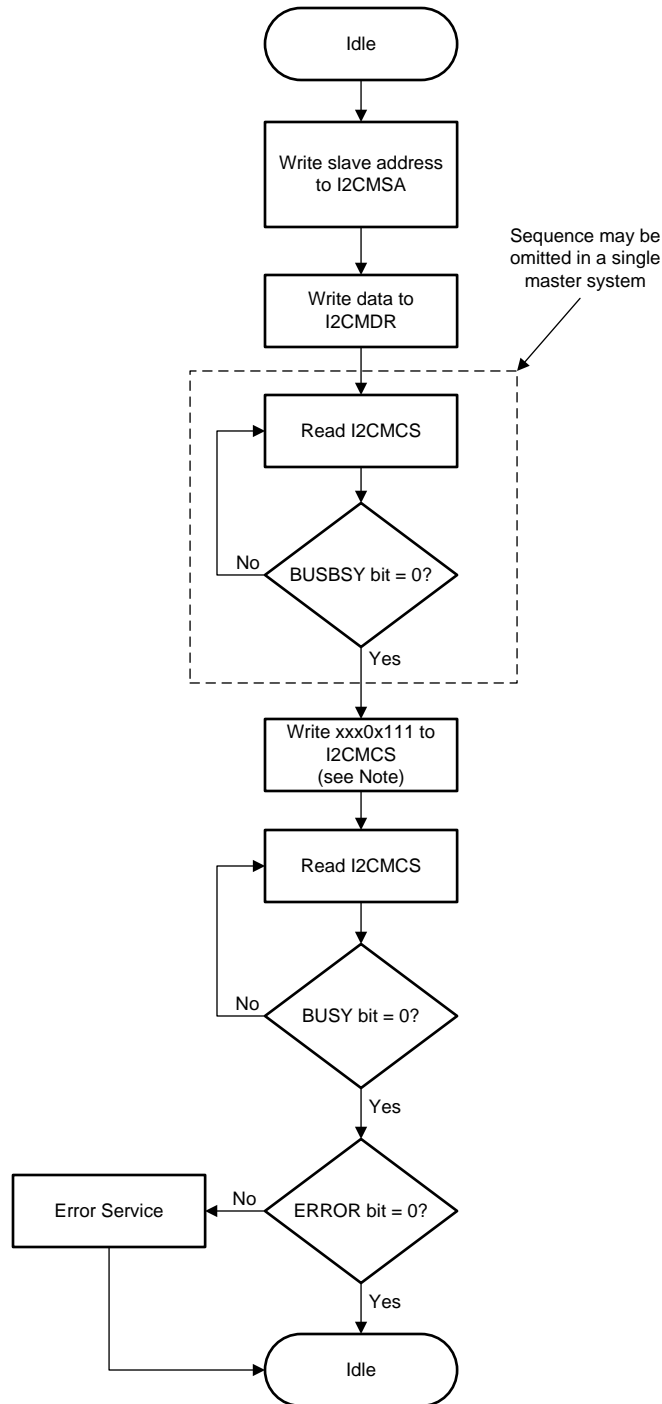 Idle
Write slave address
to I2CMSA
Sequence may be
omitted in a single
master system
Write data to
I2CMDR
Read I2CMCS
No
BUSBSY bit = 0?
Yes
Write xxx0x111 to
I2CMCS
(see Note)
Read I2CMCS
No
BUSY bit = 0?
Yes
Error Service
No
ERROR bit = 0?
Yes
Idle